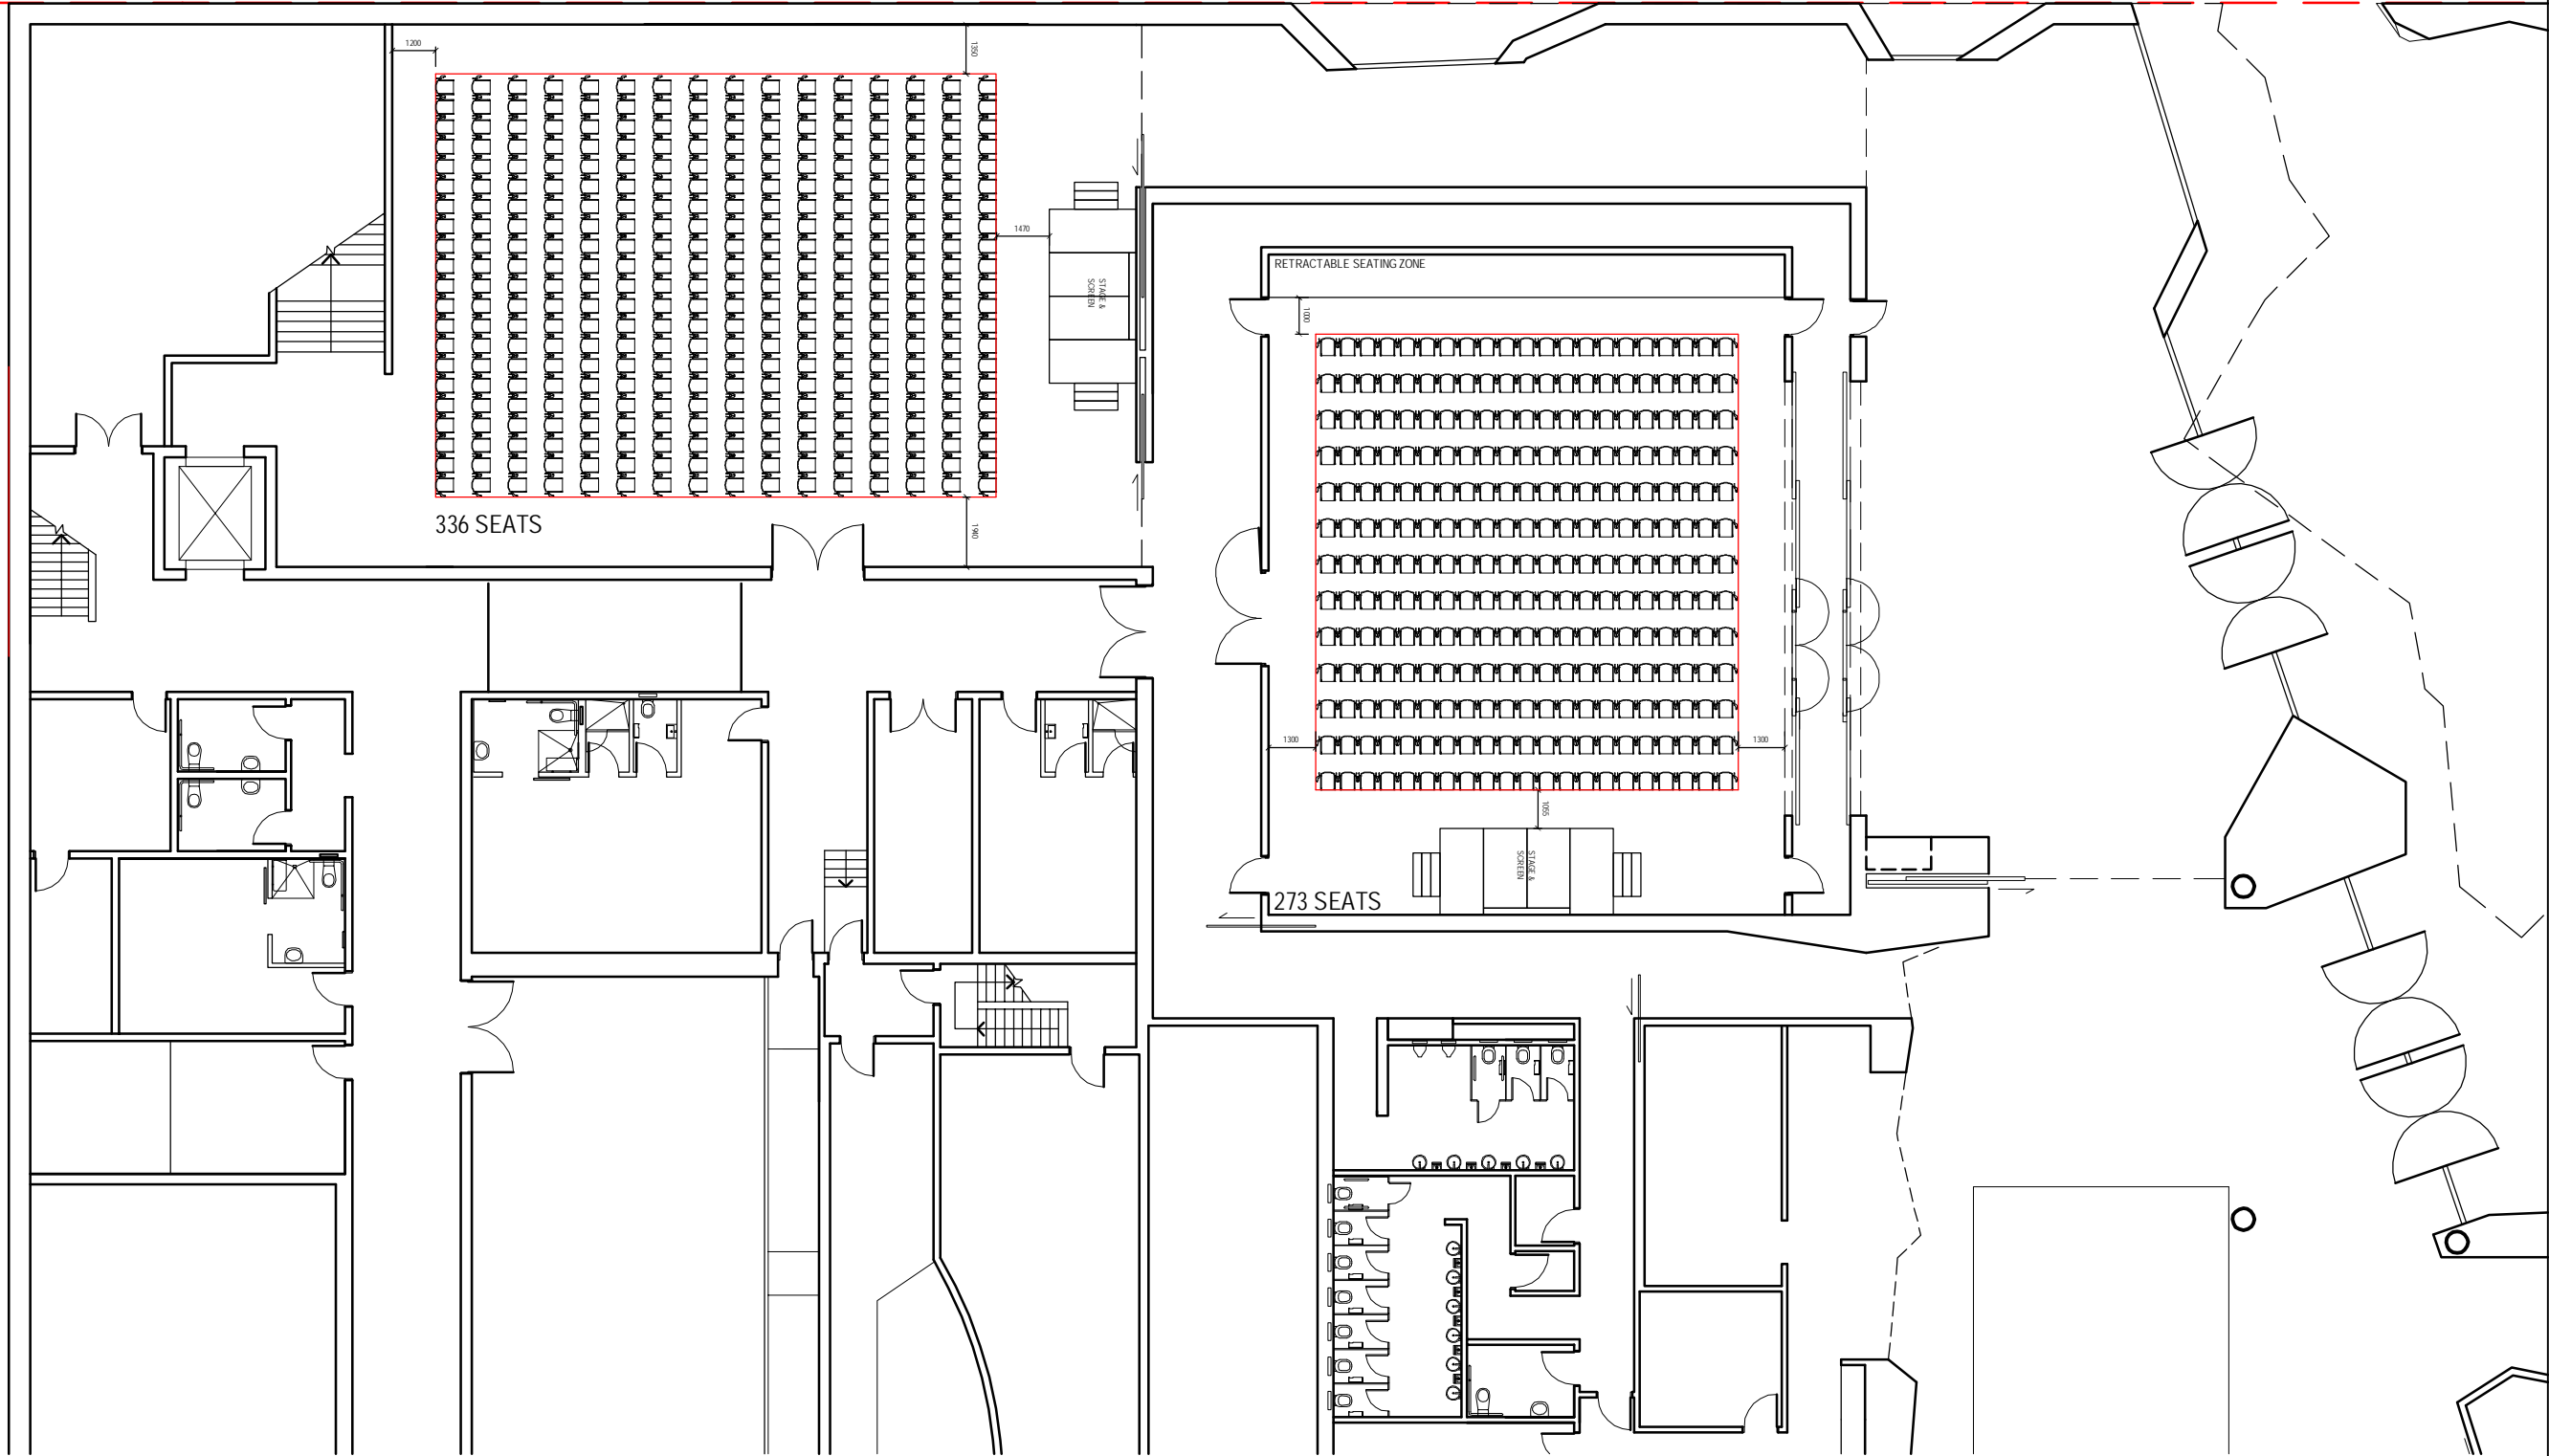 1200
1350
1470
STAGE &
SCREEN
336 SEATS
1940
RETRACTABLE SEATING ZONE
1000
1300
1300
1055
STAGE &
SCREEN
273 SEATS